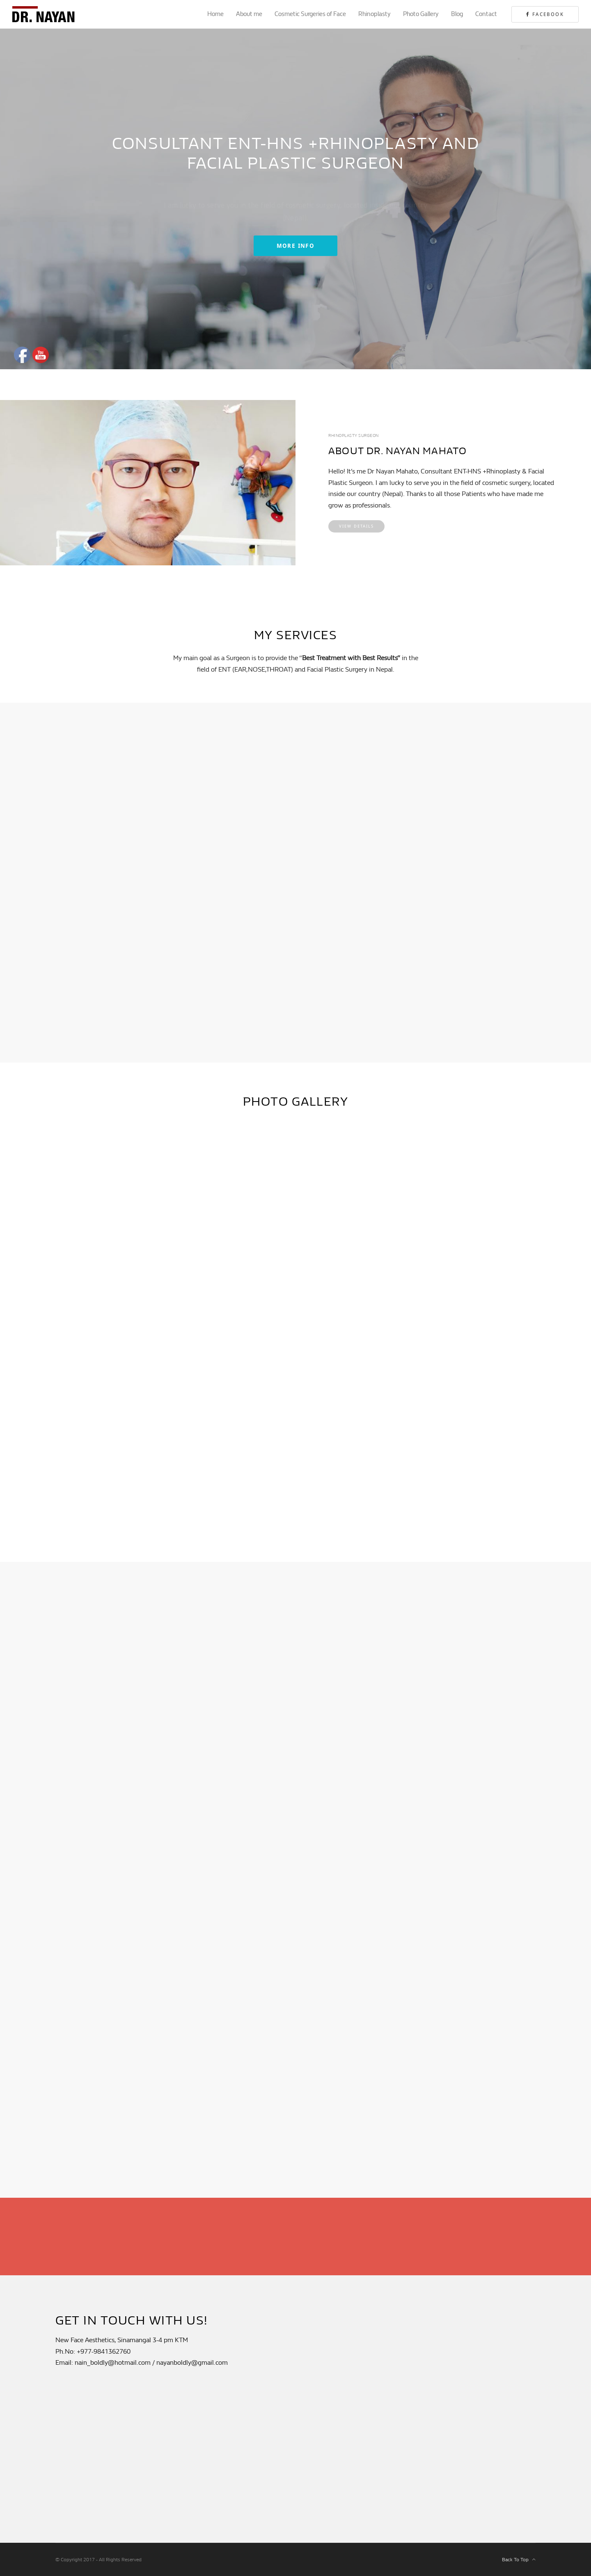 DR. NAYAN
Home About me Cosmetic Surgeries of Face Rhinoplasty Photo Gallery Blog Contact FACEBOOK
CONSULTANT ENT-HNS +RHINOPLASTY AND
FACIAL PLASTIC SURGEON
MORE INFO
You Tube
RHINOPLASTY SURGEON
ABOUT DR. NAYAN MAHATO
Hello! It's me Dr Nayan Mahato, Consultant ENT-HNS +Rhinoplasty & Facial
Plastic Surgeon. I am lucky to serve you in the field of cosmetic surgery, located
inside our country (Nepal). Thanks to all those Patients who have made me
grow as professionals.
VIEW DETAILS
MY SERVICES
My main goal as a Surgeon is to provide the "Best Treatment with Best Results" in the
field of ENT (EAR,NOSE,THROAT) and Facial Plastic Surgery in Nepal.
PHOTO GALLERY
GET IN TOUCH WITH US!
New Face Aesthetics, Sinamangal 3-4 pm KTM
Ph.No: +977-9841362760
Email: nain_boldly@hotmail.com / nayanboldly@gmail.com
© Copyright 2017 - All Rights Reserved
Back To Top